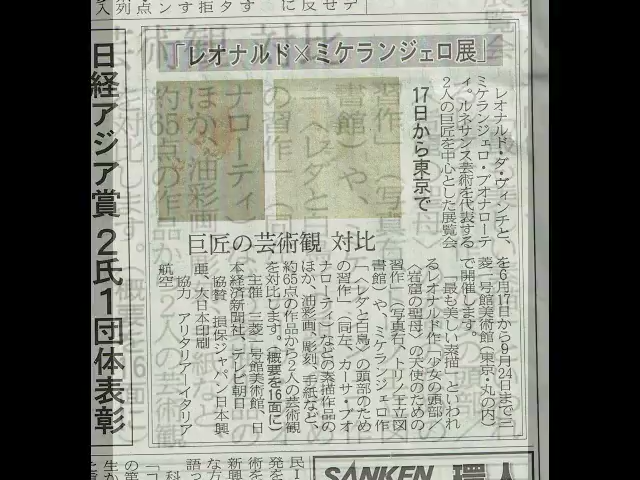 「レオナルド×ミケランジェロ展」
17日から東京で
巨匠の芸術観 対比
レオナルド・ダ・ヴィンチと、
ミケランジェロ・ブオナローテ
ィ。ルネサンス芸術を代表する
2人の巨匠を中心とした展覧会
を6月17日から9月24日まで三
菱一号館美術館（東京・丸の内）
で開催します。
「最も美しい素描」といわれ
るレオナルド作「少女の頭部／
〈岩窟の聖母〉の天使のための
習作」（写真右、トリノ王立図
書館）や、ミケランジェロ作
「〈レダと白鳥〉の頭部のため
の習作」（同左、カーサ・ブオ
ナローティ）などの素描作品の
ほか、油彩画、彫刻、手紙など、
約65点の作品から2人の芸術観
を対比します。（概要を16面に）
主催 三菱一号館美術館、日
本経済新聞社、テレビ朝日
協賛 損保ジャパン日本興
亜、大日本印刷
協力 アリタリア―イタリア
航空
日経アジア賞 2氏1団体表彰
SANKEN 環